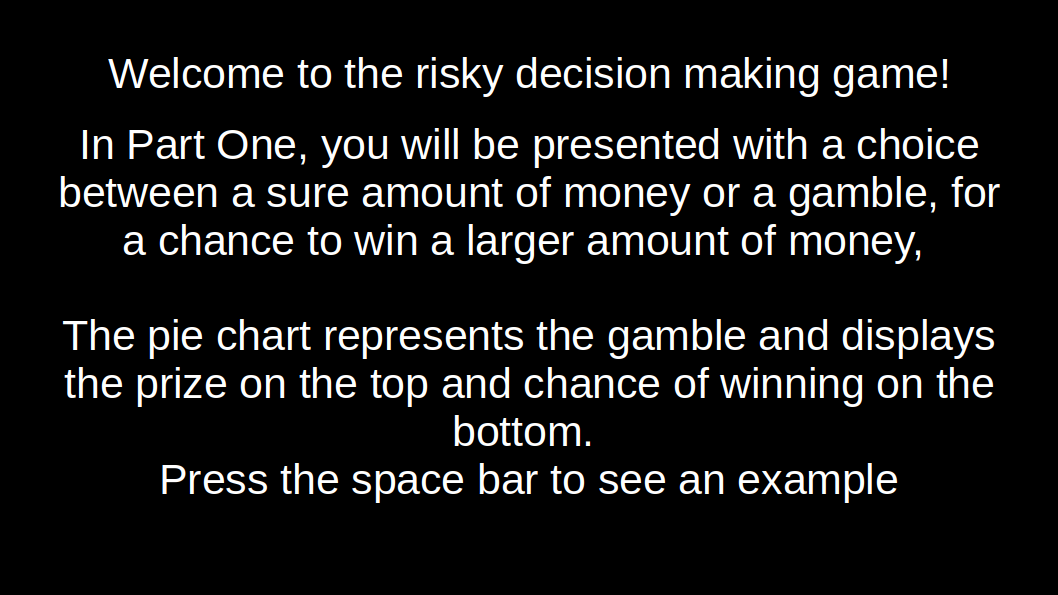 Welcome to the risky decision making game!
In Part One, you will be presented with a choice
between a sure amount of money or a gamble, for
a chance to win a larger amount of money,
The pie chart represents the gamble and displays
the prize on the top and chance of winning on the
bottom.
Press the space bar to see an example